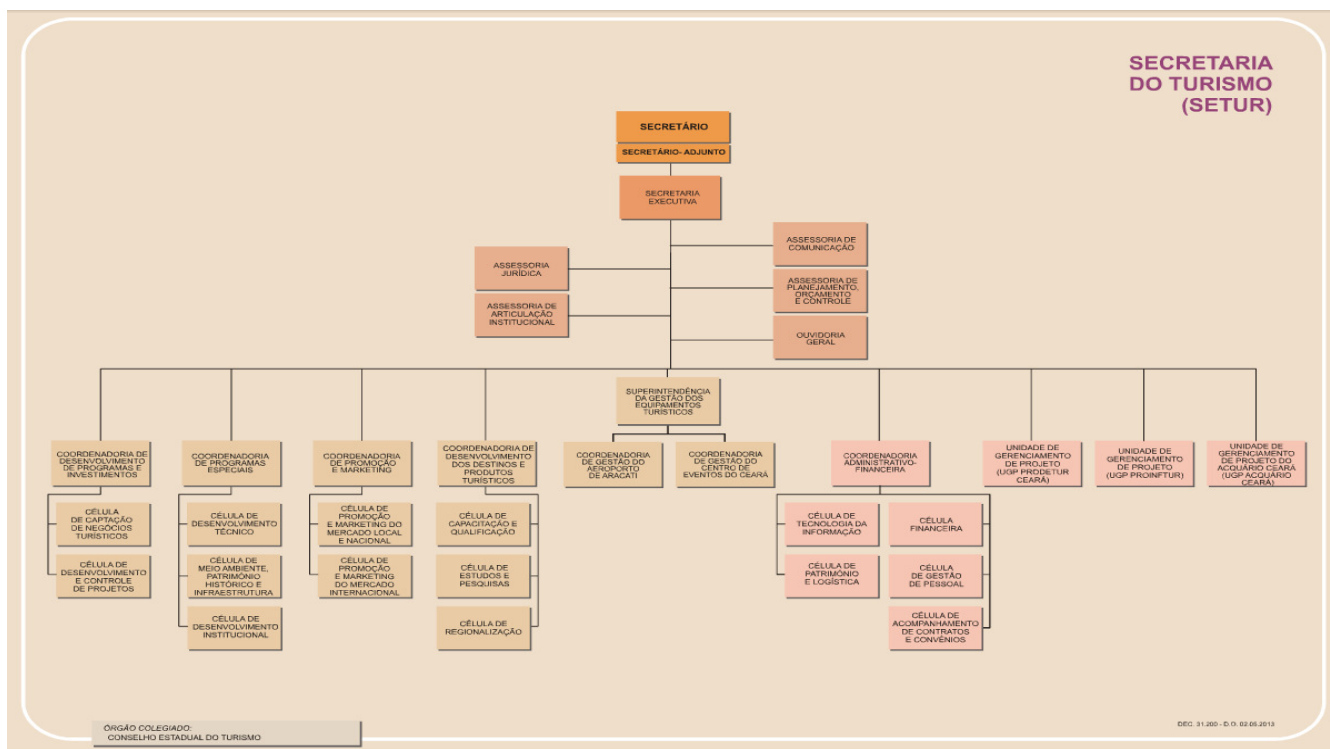 SECRETARIA
DO TURISMO
(SETUR)
SECRETÁRIO
SECRETÁRIO- ADJUNTO
SECRETARIA
EXECUTIVA
ASSESSORIA DE
COMUNICAÇÃO
ASSESSORIA
JURÍDICA
ASSESSORIA DE
PLANEJAMENTO,
ORÇAMENTO
E CONTROLE
ASSESSORIA DE
ARTICULAÇÃO
INSTITUCIONAL
OUVIDORIA
GERAL
SUPERINTENDÊNCIA
DA GESTÃO DOS
EQUIPAMENTOS
TURÍSTICOS
COORDENADORIA DE
DESENVOLVIMENTO
DE PROGRAMAS E
INVESTIMENTOS
COORDENADORIA
DE PROGRAMAS
ESPECIAIS
COORDENADORIA
DE PROMOÇÃO
E MARKETING
COORDENADORIA DE
DESENVOLVIMENTO
DOS DESTINOS E
PRODUTOS
TURÍSTICOS
COORDENADORIA
DE GESTÃO DO
AEROPORTO
DE ARACATI
COORDENADORIA
DE GESTÃO DO
CENTRO DE
EVENTOS DO CEARÁ
COORDENADORIA
ADMINISTRATIVO-
FINANCEIRA
UNIDADE DE
GERENCIAMENTO
DE PROJETO
(UGP PRODETUR
CEARÁ)
UNIDADE DE
GERENCIAMENTO
DE PROJETO
(UGP PROINFTUR)
UNIDADE DE
GERENCIAMENTO
DE PROJETO DO
ACQUÁRIO CEARÁ
(UGP ACQUÁRIO
CEARÁ)
CÉLULA
DE CAPTAÇÃO
DE NEGÓCIOS
TURÍSTICOS
CÉLULA DE
DESENVOLVIMENTO
TÉCNICO
CÉLULA DE
PROMOÇÃO
E MARKETING DO
MERCADO LOCAL
E NACIONAL
CÉLULA DE
CAPACITAÇÃO E
QUALIFICAÇÃO
CÉLULA DE
TECNOLOGIA DA
INFORMAÇÃO
CÉLULA
FINANCEIRA
CÉLULA DE
DESENVOLVIMENTO
E CONTROLE
DE PROJETOS
CÉLULA DE
MEIO AMBIENTE,
PATRIMÔNIO
HISTÓRICO E
INFRAESTRUTURA
CÉLULA DE
PROMOÇÃO
E MARKETING
DO MERCADO
INTERNACIONAL
CÉLULA DE
ESTUDOS E
PESQUISAS
CÉLULA DE
PATRIMÔNIO
E LOGÍSTICA
CÉLULA
DE GESTÃO
DE PESSOAL
CÉLULA DE
DESENVOLVIMENTO
INSTITUCIONAL
CÉLULA DE
REGIONALIZAÇÃO
CÉLULA DE
ACOMPANHAMENTO
DE CONTRATOS
E CONVÊNIOS
ÓRGÃO COLEGIADO:
CONSELHO ESTADUAL DO TURISMO
DEC. 31.200 - D.O. 02.05.2013